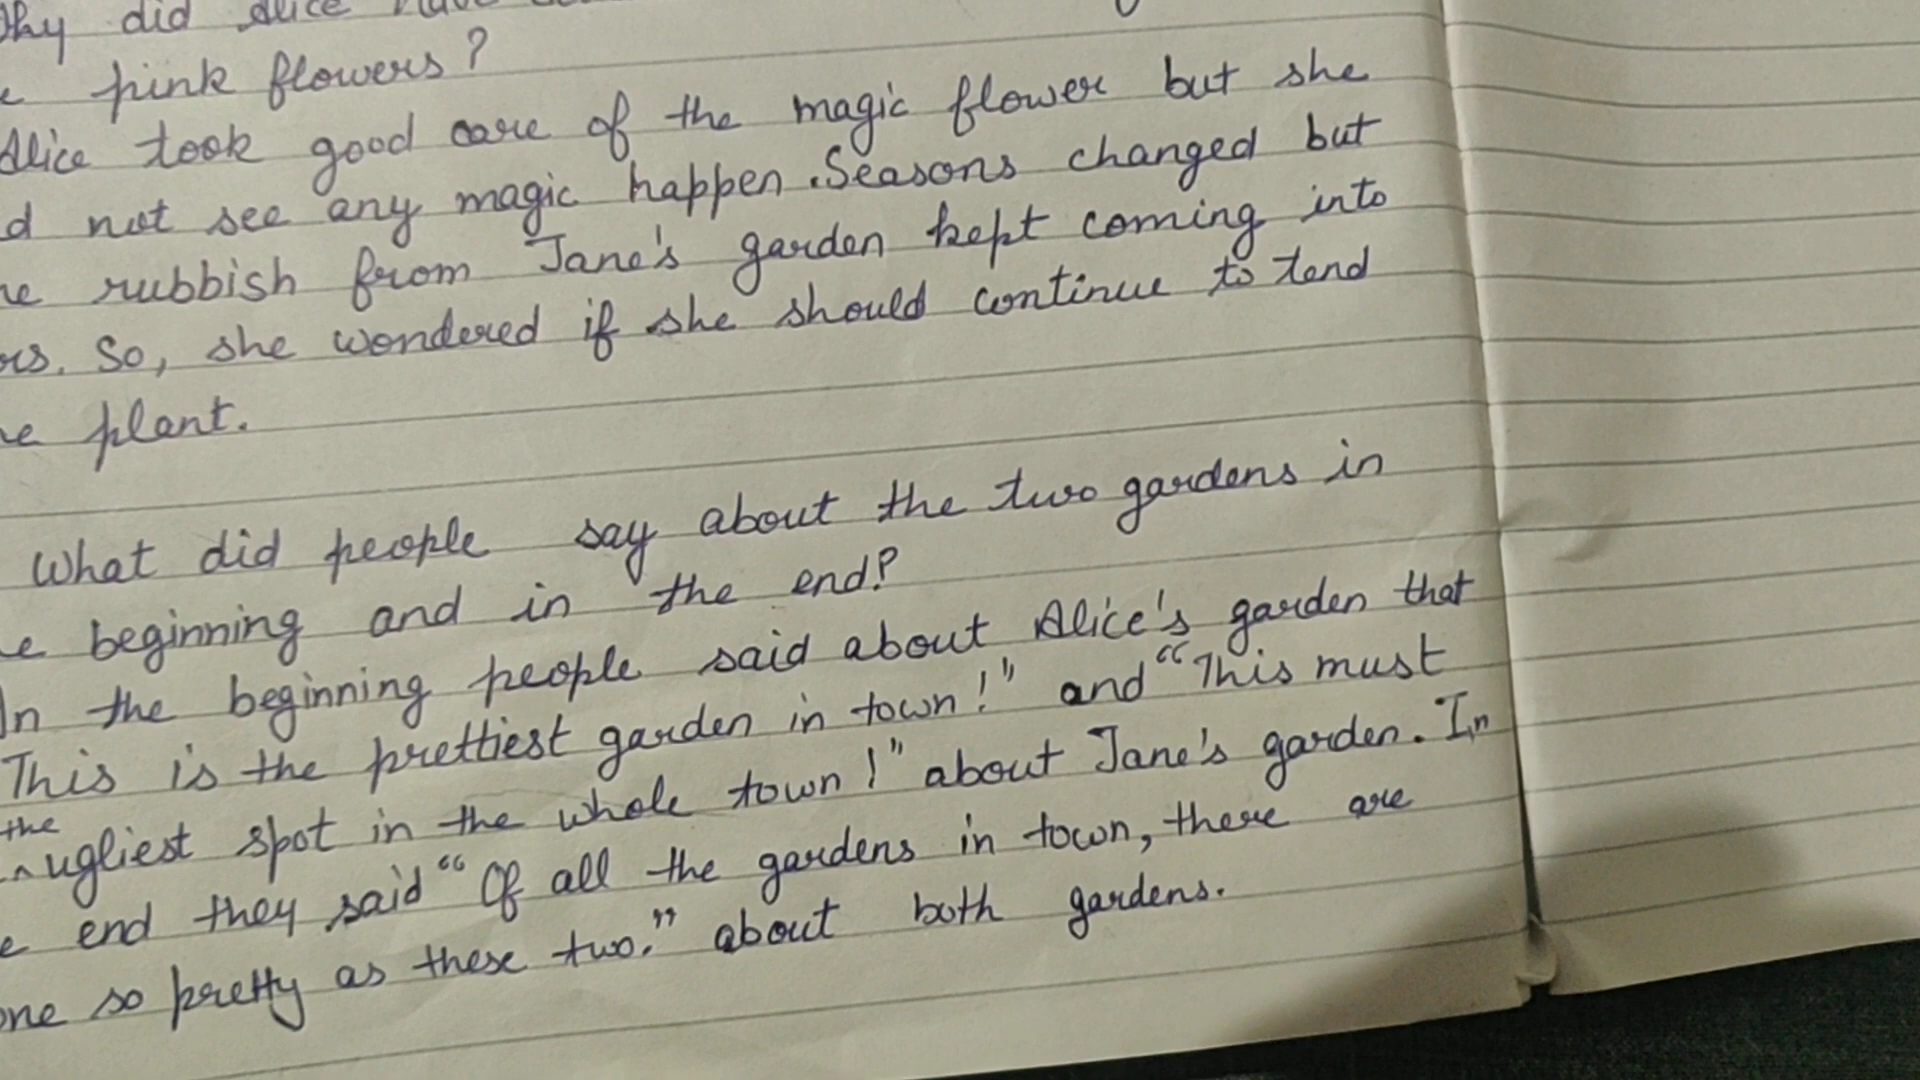 did Alice
pink flowers?
Alice took good care of the magic flower but she
not see any magic happen. Seasons changed but
rubbish from Jane's garden kept coming into
So, she wondered if she should continue to tend
plant.
What did people say about the two gardens in
beginning and in the end?
In the beginning people said about Alice's garden that
This is the prettiest garden in town!" and "This must
the
ugliest spot in the whole town!" about Jane's garden. In
end they said "Of all the gardens in town, there are
so pretty as these two." about both gardens.